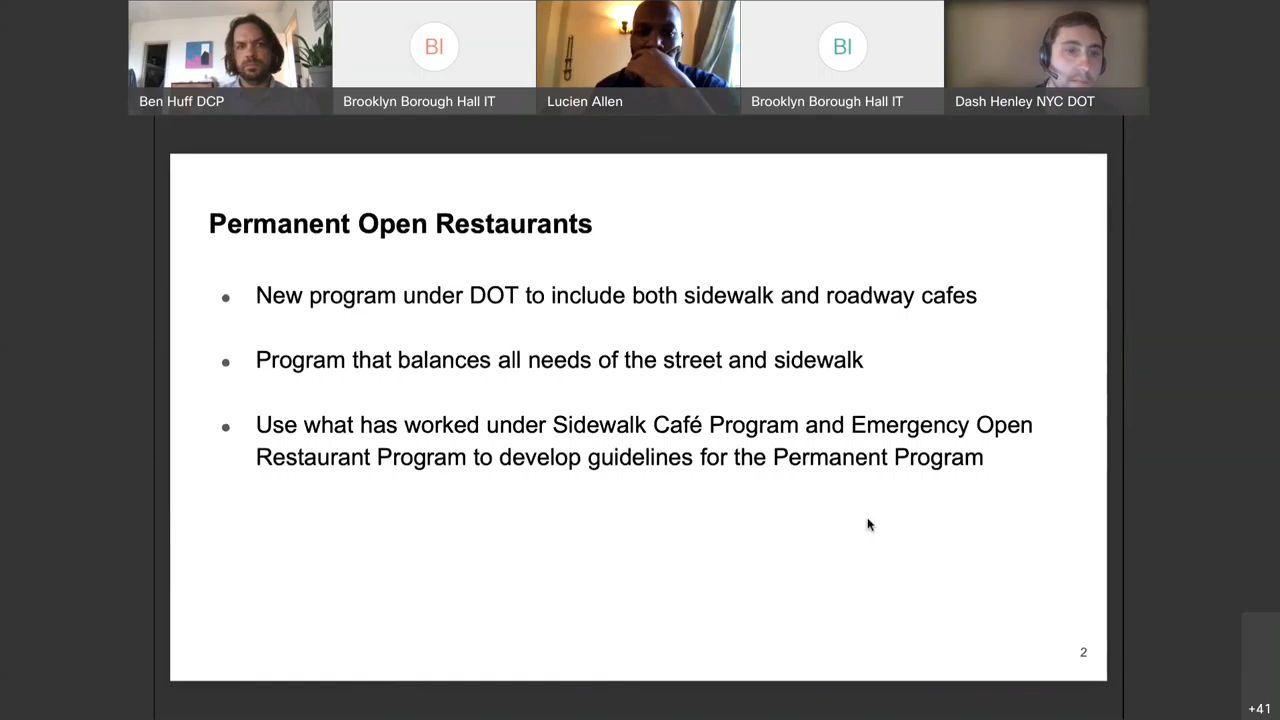 BI
BI
Ben Huff DCP
Brooklyn Borough Hall IT
Lucien Allen
Brooklyn Borough Hall IT
Dash Henley NYC DOT
Permanent Open Restaurants
New program under DOT to include both sidewalk and roadway cafes
Program that balances all needs of the street and sidewalk
Use what has worked under Sidewalk Café Program and Emergency Open
Restaurant Program to develop guidelines for the Permanent Program
2
+41